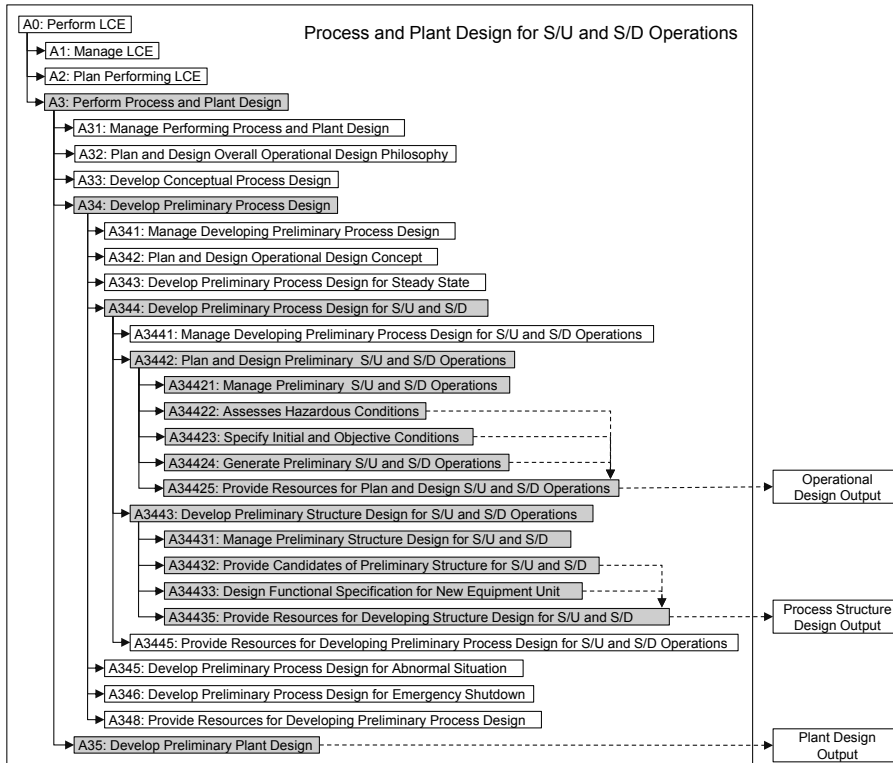 A0: Perform LCE
Process and Plant Design for S/U and S/D Operations
A1: Manage LCE
A2: Plan Performing LCE
A3: Perform Process and Plant Design
A31: Manage Performing Process and Plant Design
A32: Plan and Design Overall Operational Design Philosophy
A33: Develop Conceptual Process Design
A34: Develop Preliminary Process Design
A341: Manage Developing Preliminary Process Design
A342: Plan and Design Operational Design Concept
A343: Develop Preliminary Process Design for Steady State
A344: Develop Preliminary Process Design for S/U and S/D
A3441: Manage Developing Preliminary Process Design for S/U and S/D Operations
A3442: Plan and Design Preliminary S/U and S/D Operations
A34421: Manage Preliminary S/U and S/D Operations
A34422: Assesses Hazardous Conditions
A34423: Specify Initial and Objective Conditions
A34424: Generate Preliminary S/U and S/D Operations
A34425: Provide Resources for Plan and Design S/U and S/D Operations
Operational
Design Output
A3443: Develop Preliminary Structure Design for S/U and S/D Operations
A34431: Manage Preliminary Structure Design for S/U and S/D
A34432: Provide Candidates of Preliminary Structure for S/U and S/D
A34433: Design Functional Specification for New Equipment Unit
A34435: Provide Resources for Developing Structure Design for S/U and S/D
Process Structure
Design Output
A3445: Provide Resources for Developing Preliminary Process Design for S/U and S/D Operations
A345: Develop Preliminary Process Design for Abnormal Situation
A346: Develop Preliminary Process Design for Emergency Shutdown
A348: Provide Resources for Developing Preliminary Process Design
A35: Develop Preliminary Plant Design
Plant Design
Output